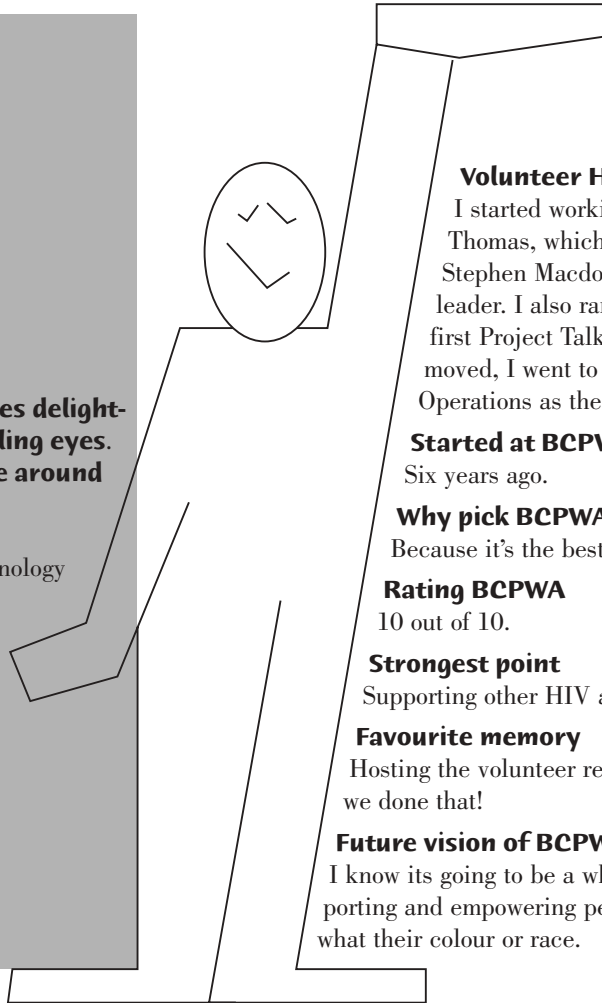 es delight-
ling eyes.
e around
nology
Volunteer H
I started worki
Thomas, which
Stephen Macdo
leader. I also ran
first Project Talk
moved, I went to
Operations as the
Started at BCPW
Six years ago.
Why pick BCPWA
Because it's the best
Rating BCPWA
10 out of 10.
Strongest point
Supporting other HIV a
Favourite memory
Hosting the volunteer re
we done that!
Future vision of BCPW
I know its going to be a wh
porting and empowering pe
what their colour or race.